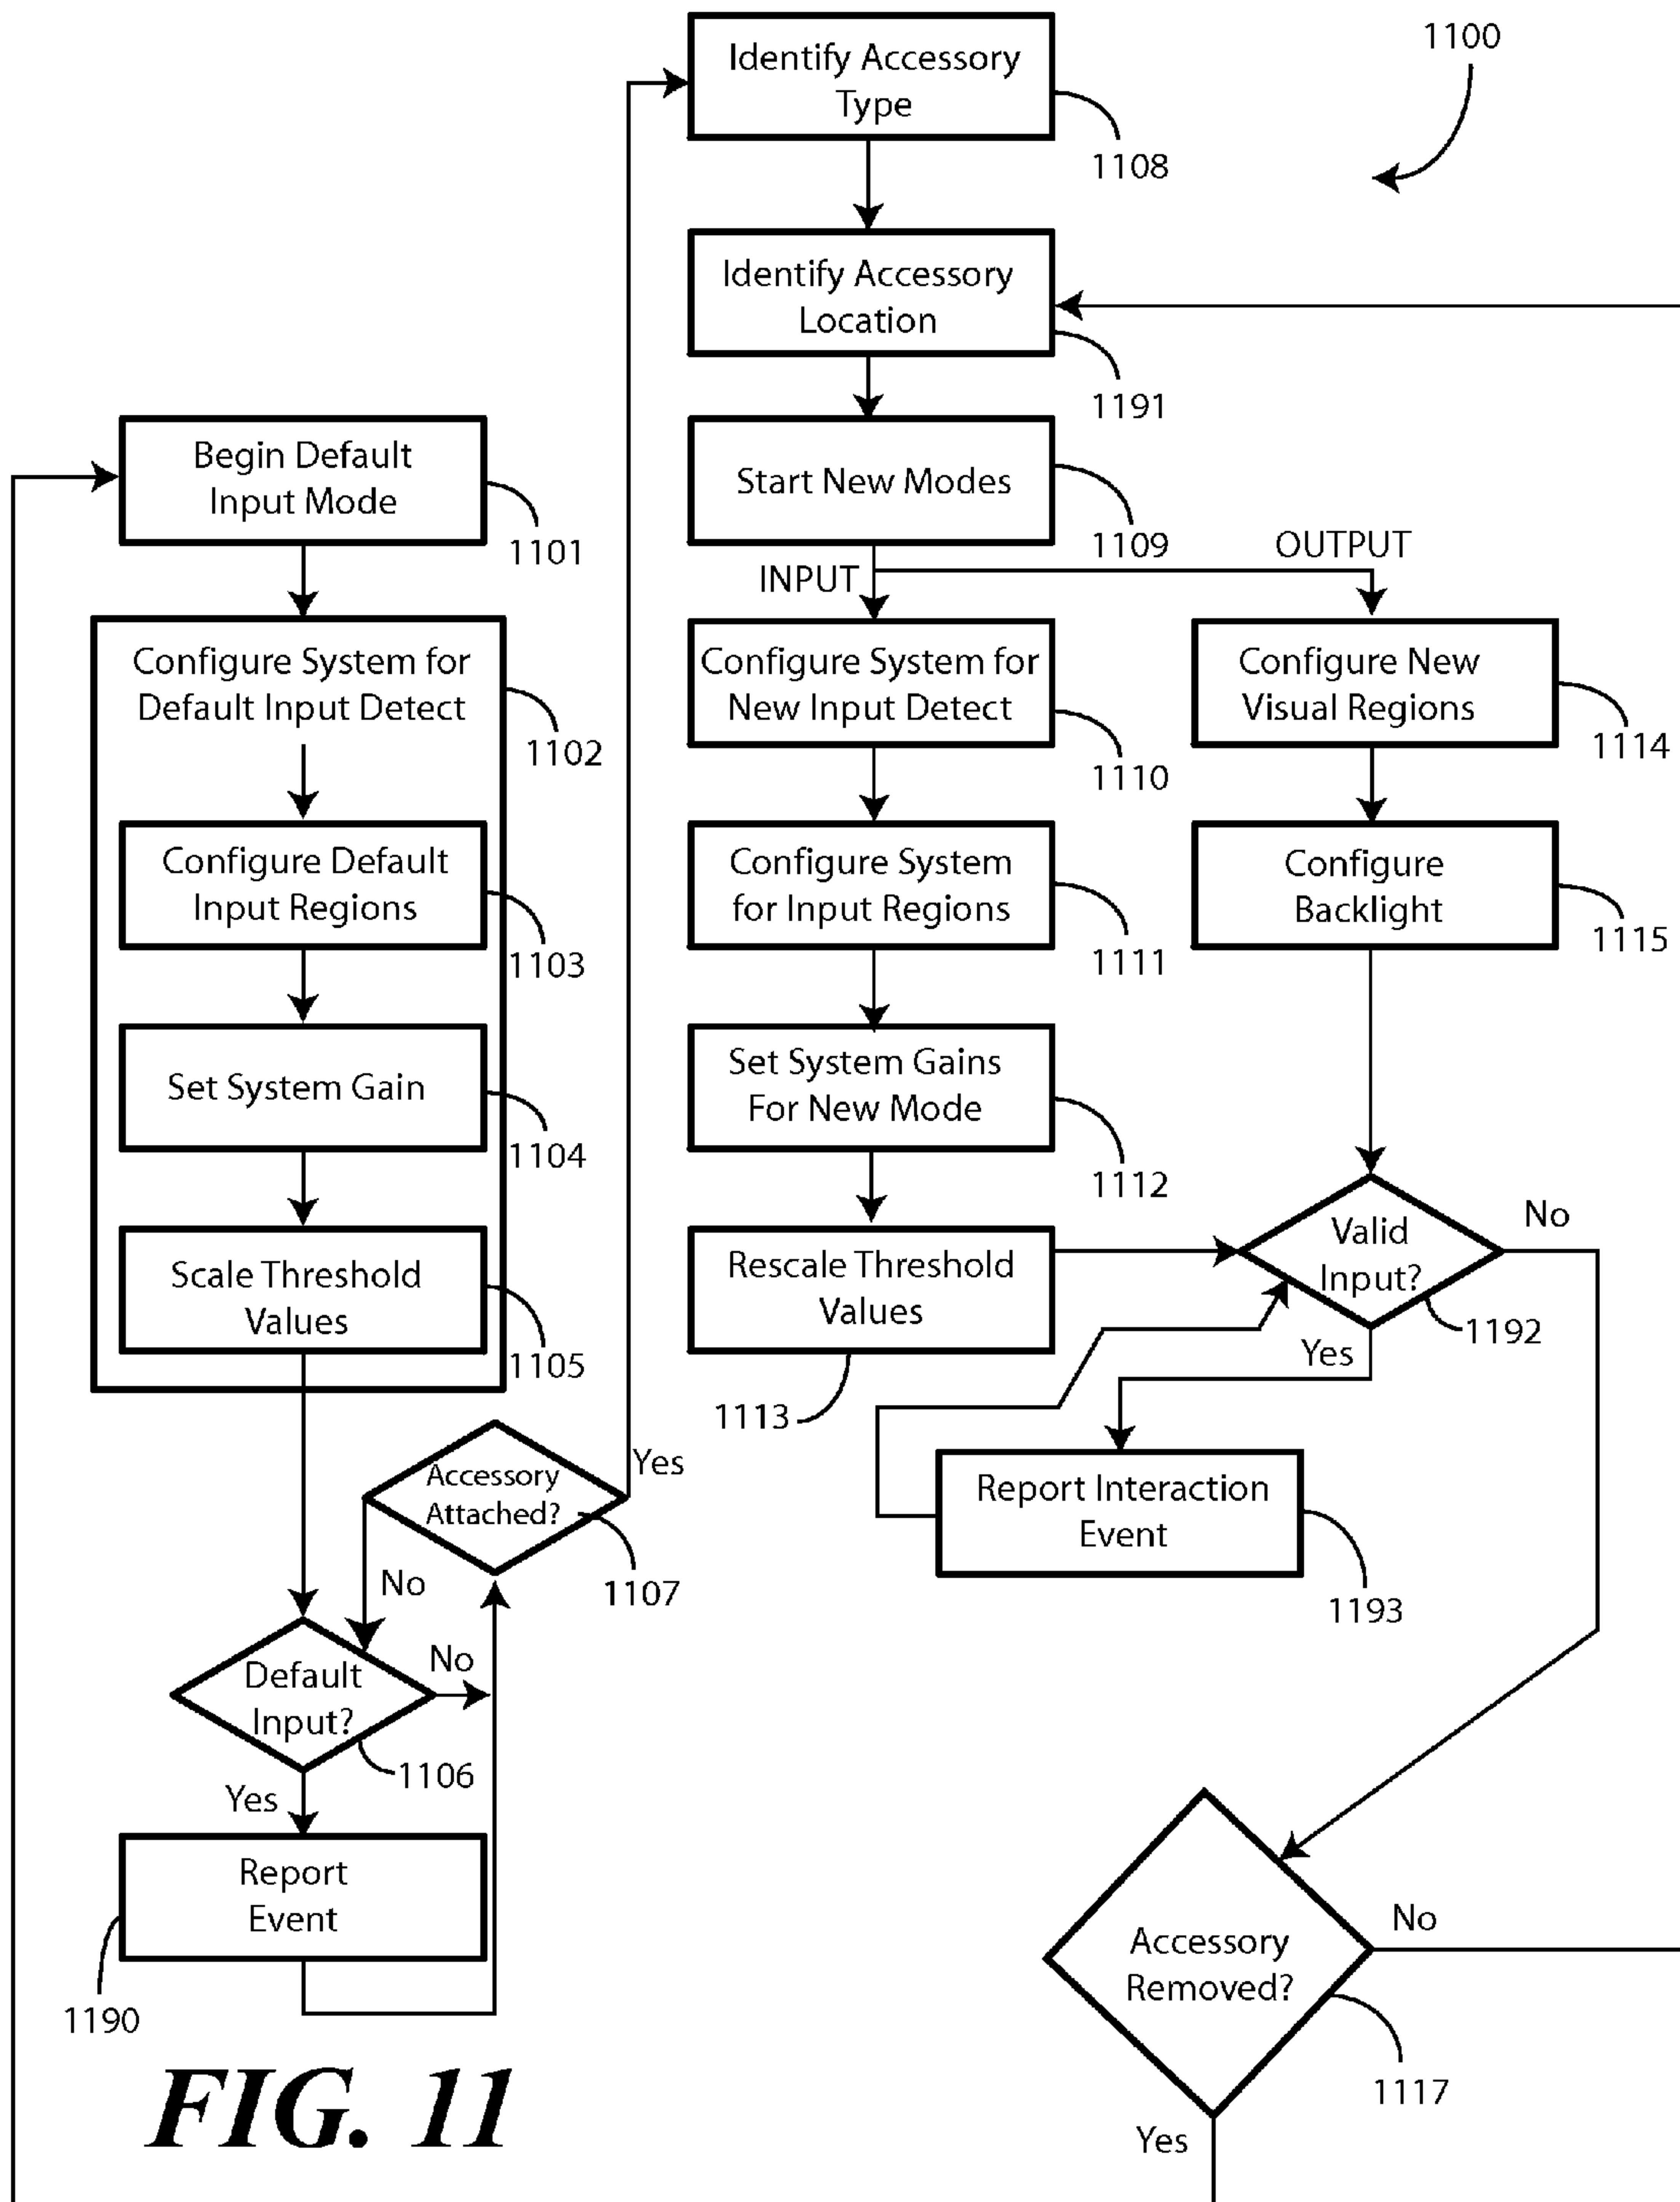 Identify Accessory
Type
1108
1100
Identify Accessory
Location
1191
Begin Default
Input Mode
1101
Start New Modes
1109
INPUT
OUTPUT
Configure System for
Default Input Detect
1102
Configure System for
New Input Detect
1110
Configure New
Visual Regions
1114
Configure Default
Input Regions
1103
Configure System
for Input Regions
1111
Configure
Backlight
1115
Set System Gain
1104
Set System Gains
For New Mode
1112
Scale Threshold
Values
1105
Rescale Threshold
Values
1113
Valid
Input?
No
1192
Yes
Accessory
Attached?
Yes
1107
No
Report Interaction
Event
1193
Default
Input?
No
1106
Yes
Report
Event
1190
Accessory
Removed?
No
1117
Yes
FIG. 11